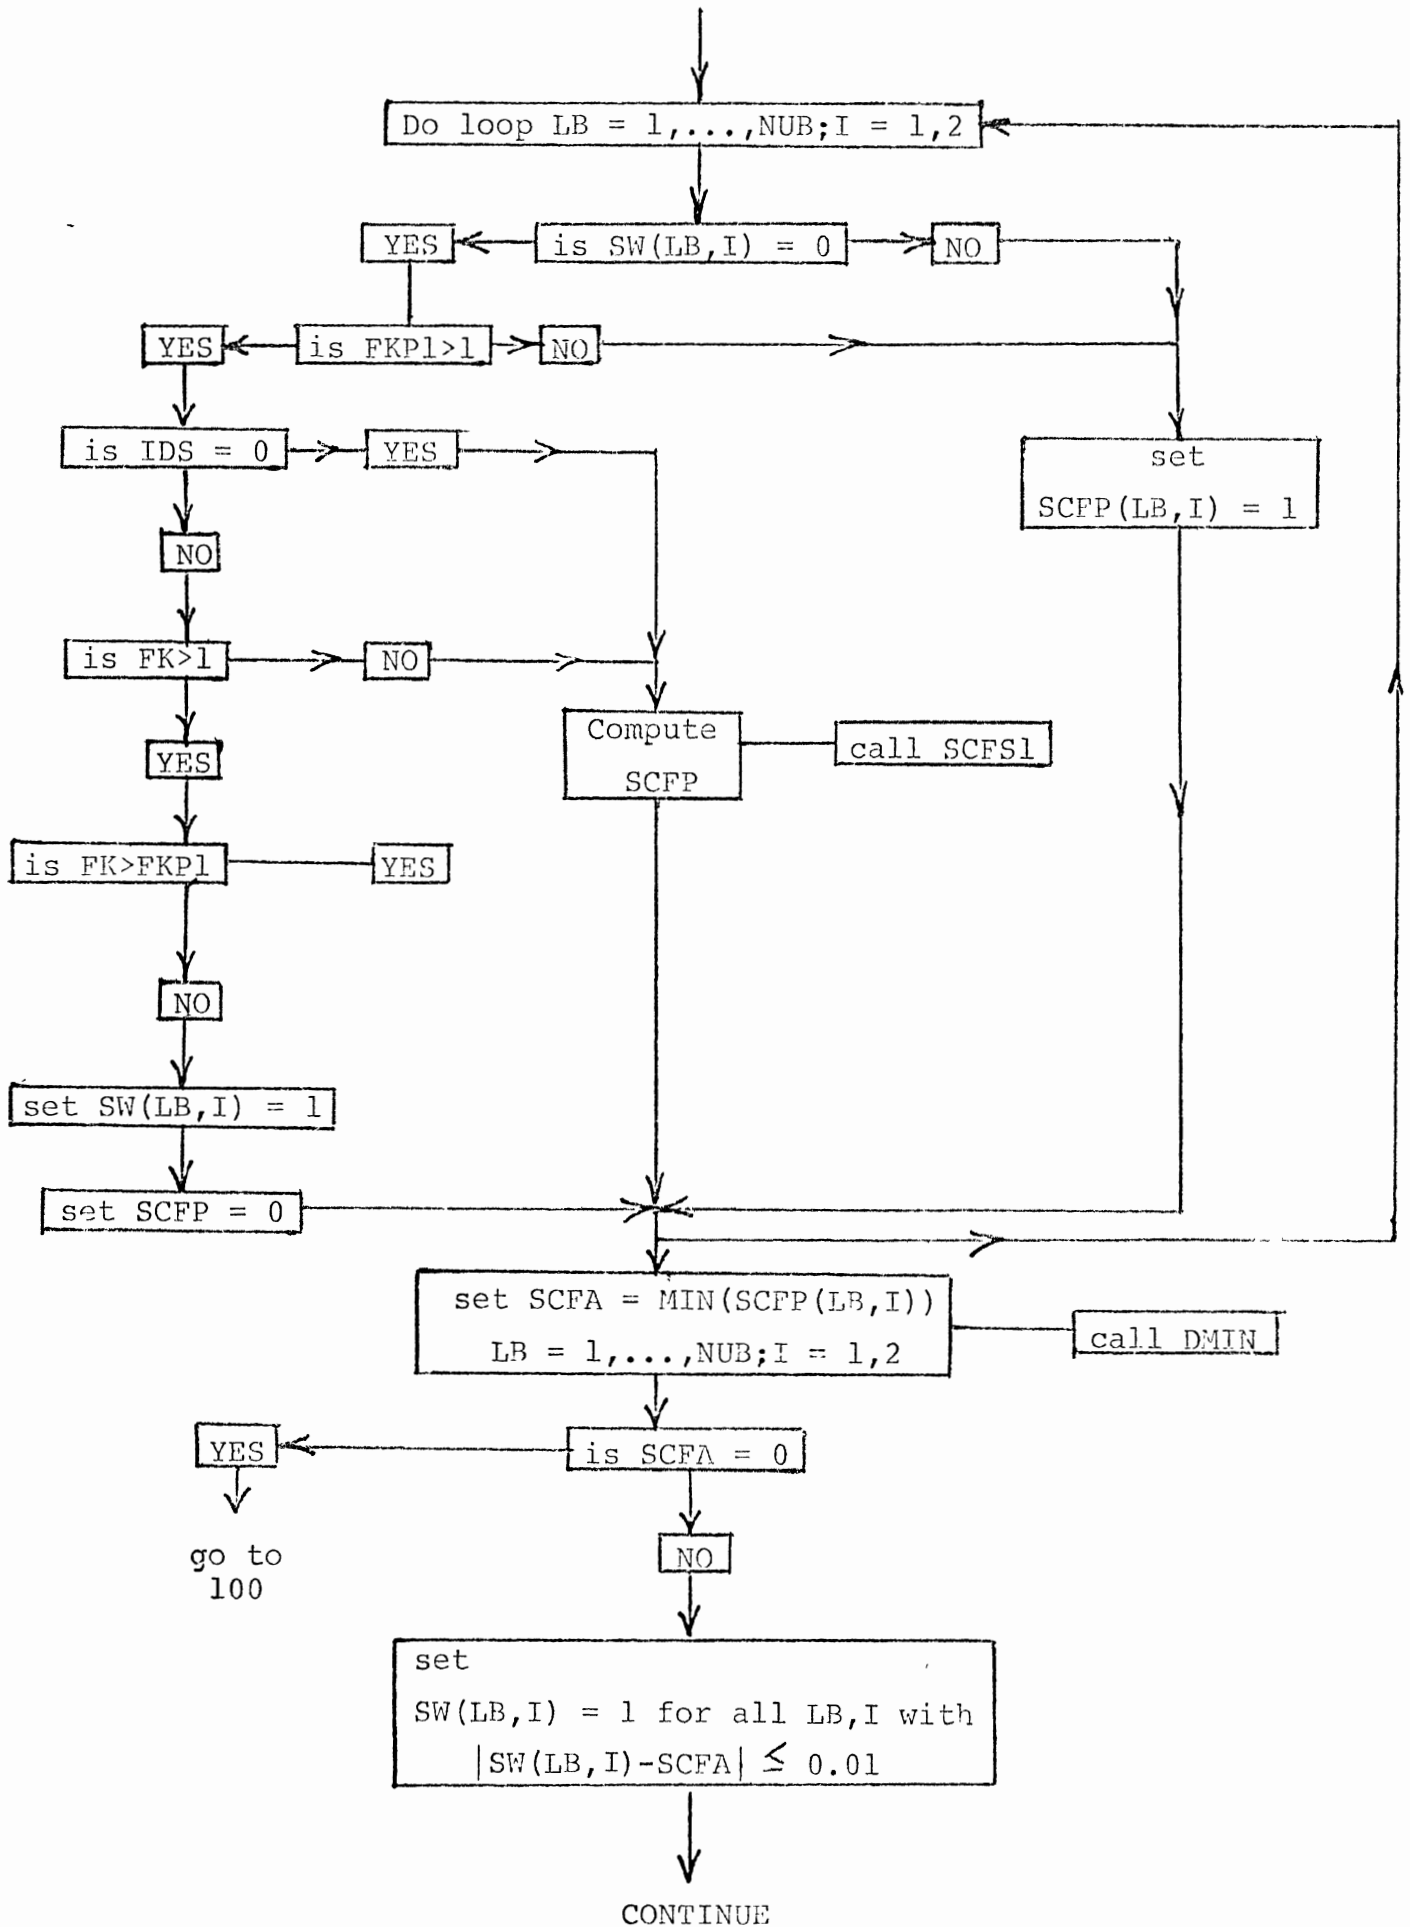 Do loop LB = 1,...,NUB;I = 1,2
YES
is SW(LB,I) = 0
NO
YES
is FKP1>1
NO
is IDS = 0
YES
set
SCFP(LB,I) = 1
NO
is FK>1
NO
Compute
SCFP
call SCFS1
YES
is FK>FKP1
YES
NO
set SW(LB,I) = 1
set SCFP = 0
set SCFA = MIN(SCFP(LB,I))
LB = 1,...,NUB;I = 1,2
call DMIN
YES
is SCFA = 0
go to
100
NO
set
SW(LB,I) = 1 for all LB,I with
|SW(LB,I)-SCFA| ≤ 0.01
CONTINUE